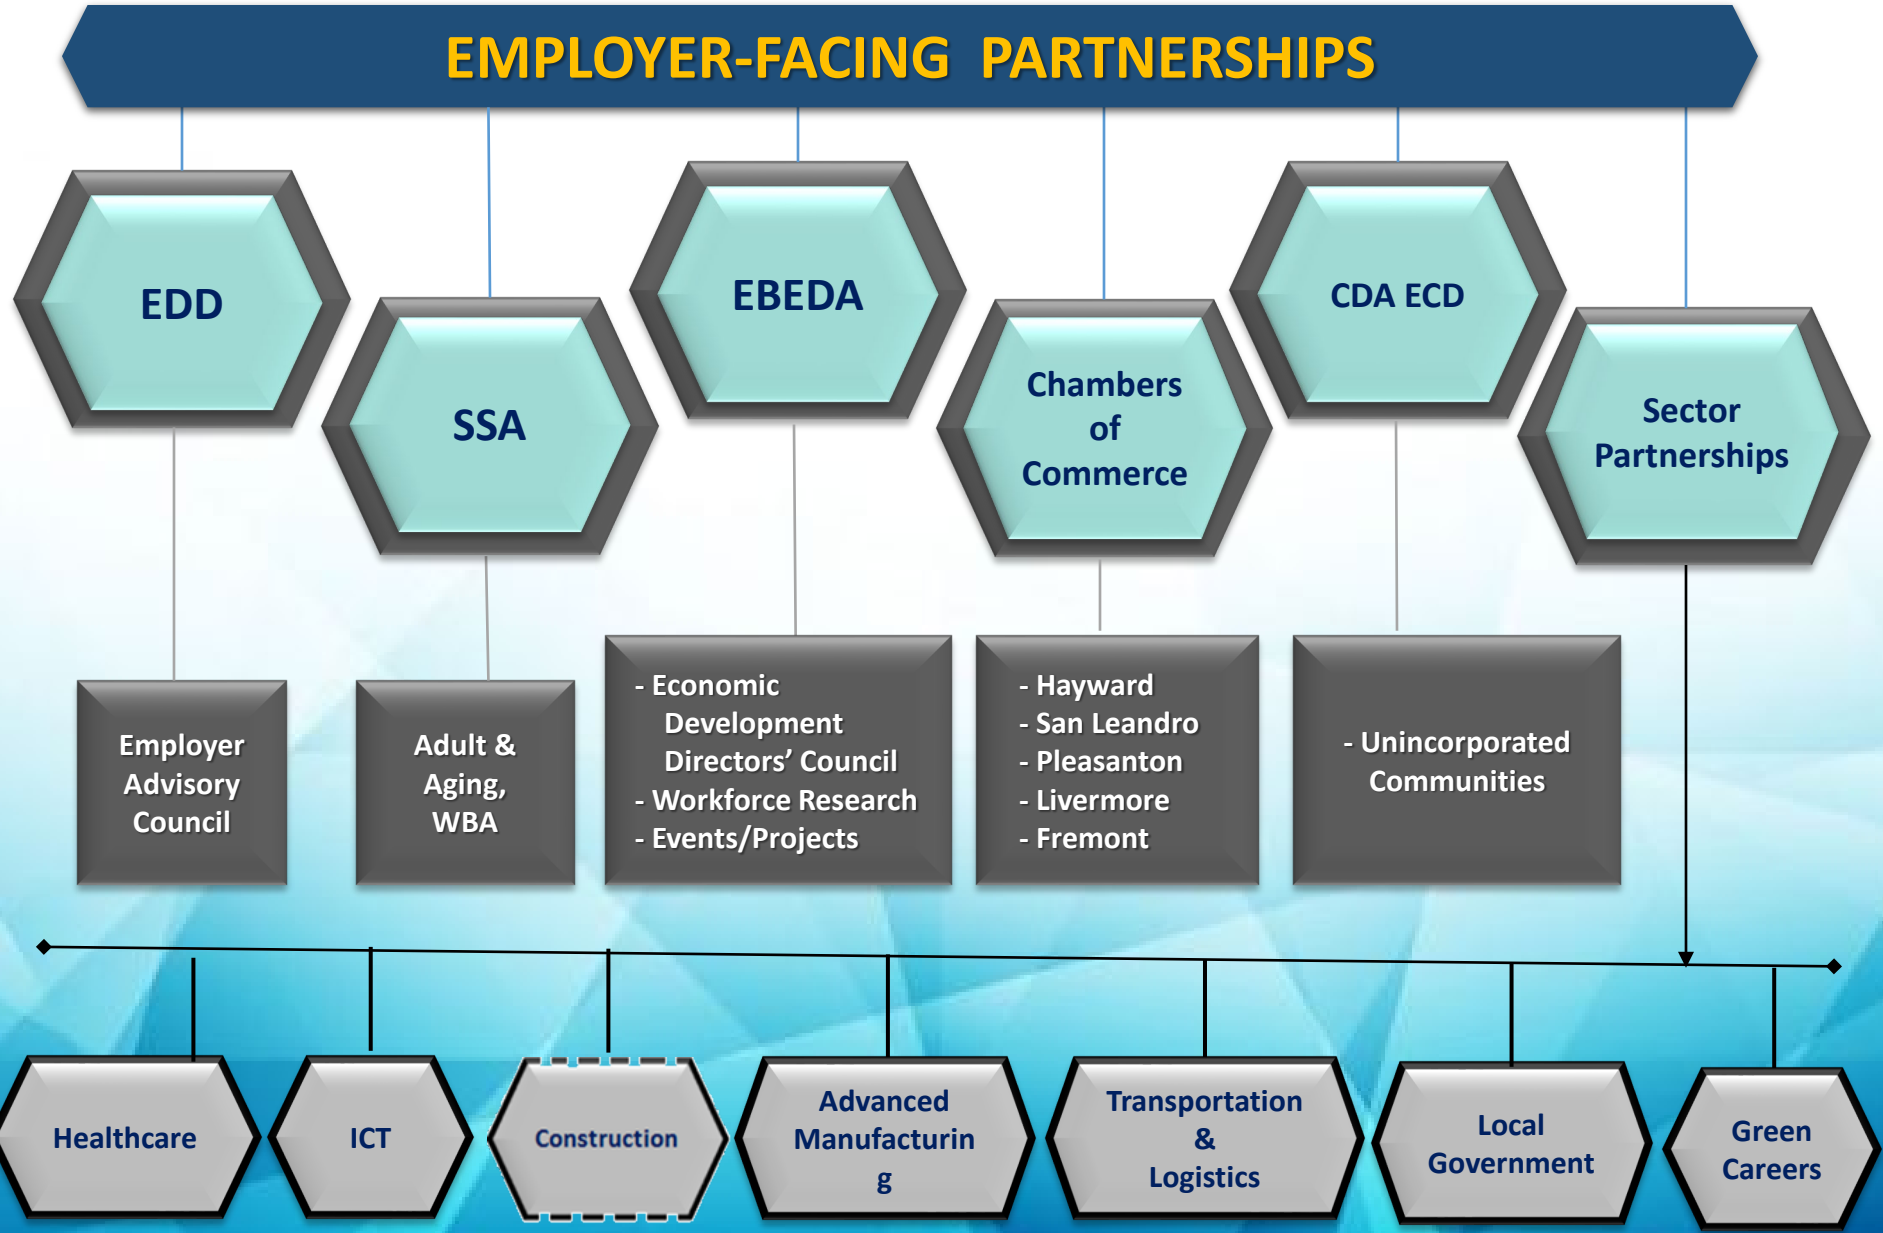 EMPLOYER-FACING PARTNERSHIPS
EDD
SSA
EBEDA
Chambers
of
Commerce
CDA ECD
Sector
Partnerships
Employer
Advisory
Council
Adult &
Aging,
WBA
- Economic
Development
Directors’ Council
- Workforce Research
- Events/Projects
- Hayward
- San Leandro
- Pleasanton
- Livermore
- Fremont
- Unincorporated
Communities
Healthcare
ICT
Construction
Advanced
Manufacturin
g
Transportation
&
Logistics
Local
Government
Green
Careers